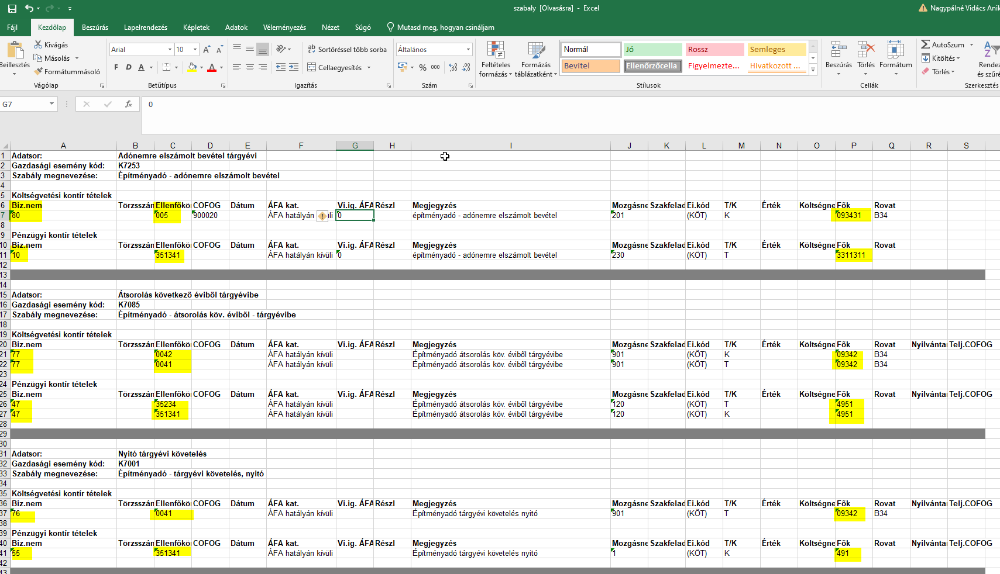 szabaly [Olvasásra] - Excel
Nagypálné Vidács Anik
Fájl Kezdőlap Beszúrás Lapelrendezés Képletek Adatok Véleményezés Nézet Súgó Mutasd meg, hogyan csináljam
Beillesztés
Kivágás
Másolás
Formátummásoló
Vágólap
Arial 10
F D A
Betűtípus
Sortöréssel több sorba
Cellaegyesítés
Igazítás
Általános
% 000
Szám
Feltételes formázás
Formázás táblázatként
Normál Jó Rossz Semleges
Bevitel Ellenőrzőcella Figyelmezte... Hivatkozott ...
Stílusok
Beszúrás Törlés Formátum
Cellák
AutoSzum
Kitöltés
Törlés
Rendez
és szűré
Szerkesztés
G7 fx 0
A B C D E F G H I J K L M N O P Q R S
1 Adatsor: Adónemre elszámolt bevétel tárgyévi
2 Gazdasági esemény kód: K7253
3 Szabály megnevezése: Építményadó - adónemre elszámolt bevétel
4
5 Költségvetési kontír tételek
6 Biz.nem Törzsszán Ellenfőkön COFOG Dátum ÁFA kat. Vi.ig. ÁFA Részl Megjegyzés Mozgásne Szakfelad Ei.kód T/K Érték Költségne Fők Rovat
7 80 005 900020 ÁFA hatályán üli 0 építményadó - adónemre elszámolt bevétel 201 (KÖT) K 093431 B34
8
9 Pénzügyi kontír tételek
10 Biz.nem Törzsszán Ellenfőkön COFOG Dátum ÁFA kat. Vi.ig. ÁFA Részl Megjegyzés Mozgásne Szakfelad Ei.kód T/K Érték Költségne Fők Rovat
11 10 351341 ÁFA hatályán kívüli 0 építményadó - adónemre elszámolt bevétel 230 (KÖT) T 3311311
12
13
14
15 Adatsor: Átsorolás következő éviből tárgyévibe
16 Gazdasági esemény kód: K7085
17 Szabály megnevezése: Építményadó - átsorolás köv. éviből - tárgyévibe
18
19 Költségvetési kontír tételek
20 Biz.nem Törzsszán Ellenfőkön COFOG Dátum ÁFA kat. Vi.ig. ÁFA Részl Megjegyzés Mozgásne Szakfelad Ei.kód T/K Érték Költségne Fők Rovat Nyilvántar Telj.COFOG
21 77 0042 ÁFA hatályán kívüli Építményadó átsorolás köv. éviből tárgyévibe 901 (KÖT) K 09342 B34
22 77 0041 ÁFA hatályán kívüli Építményadó átsorolás köv. éviből tárgyévibe 901 (KÖT) T 09342 B34
23
24 Pénzügyi kontír tételek
25 Biz.nem Törzsszán Ellenfőkön COFOG Dátum ÁFA kat. Vi.ig. ÁFA Részl Megjegyzés Mozgásne Szakfelad Ei.kód T/K Érték Költségne Fők Rovat Nyilvántar Telj.COFOG
26 47 35234 ÁFA hatályán kívüli Építményadó átsorolás köv. éviből tárgyévibe 120 (KÖT) T 4951
27 47 351341 ÁFA hatályán kívüli Építményadó átsorolás köv. éviből tárgyévibe 120 (KÖT) K 4951
28
29
30
31 Adatsor: Nyitó tárgyévi követelés
32 Gazdasági esemény kód: K7001
33 Szabály megnevezése: Építményadó - tárgyévi követelés, nyitó
34
35 Költségvetési kontír tételek
36 Biz.nem Törzsszán Ellenfőkön COFOG Dátum ÁFA kat. Vi.ig. ÁFA Részl Megjegyzés Mozgásne Szakfelad Ei.kód T/K Érték Költségne Fők Rovat Nyilvántar Telj.COFOG
37 76 0041 ÁFA hatályán kívüli Építményadó tárgyévi követelés nyitó 901 (KÖT) T 09342 B34
38
39 Pénzügyi kontír tételek
40 Biz.nem Törzsszán Ellenfőkön COFOG Dátum ÁFA kat. Vi.ig. ÁFA Részl Megjegyzés Mozgásne Szakfelad Ei.kód T/K Érték Költségne Fők Rovat Nyilvántar Telj.COFOG
41 55 351341 ÁFA hatályán kívüli Építményadó tárgyévi követelés nyitó 1 (KÖT) K 491
42
43